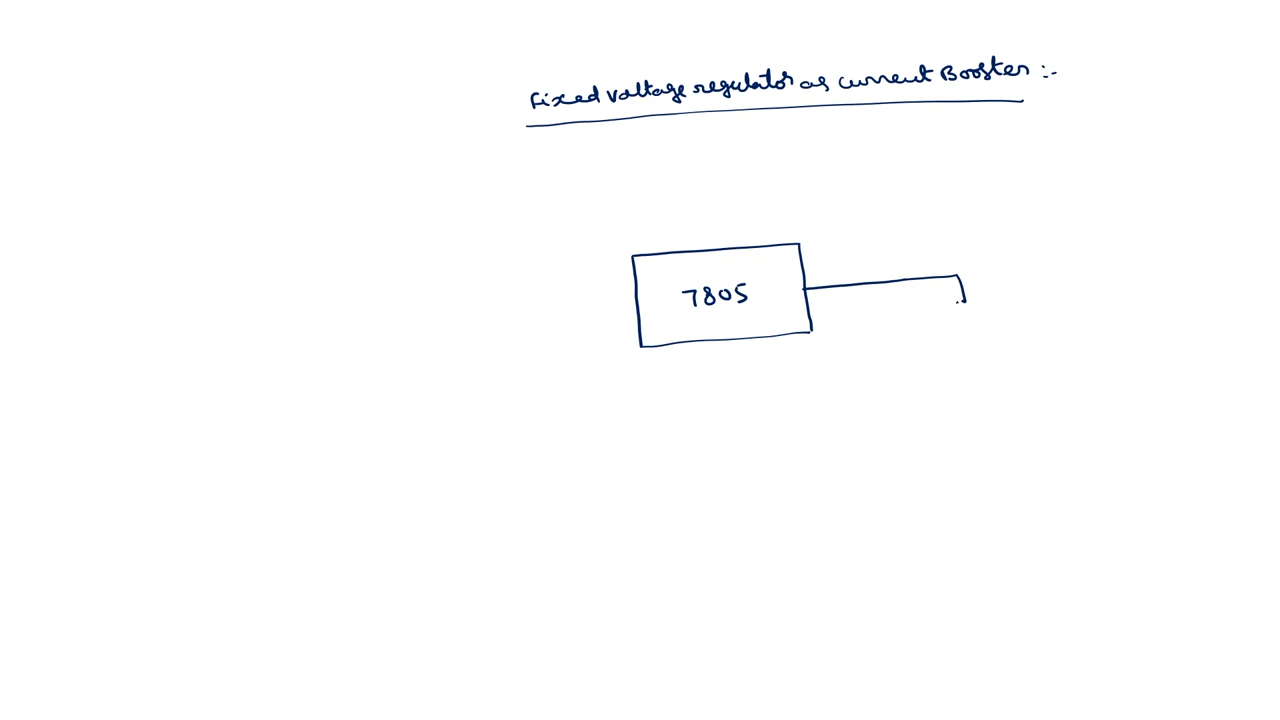 Fixed voltage regulator as current Booster :-
7805